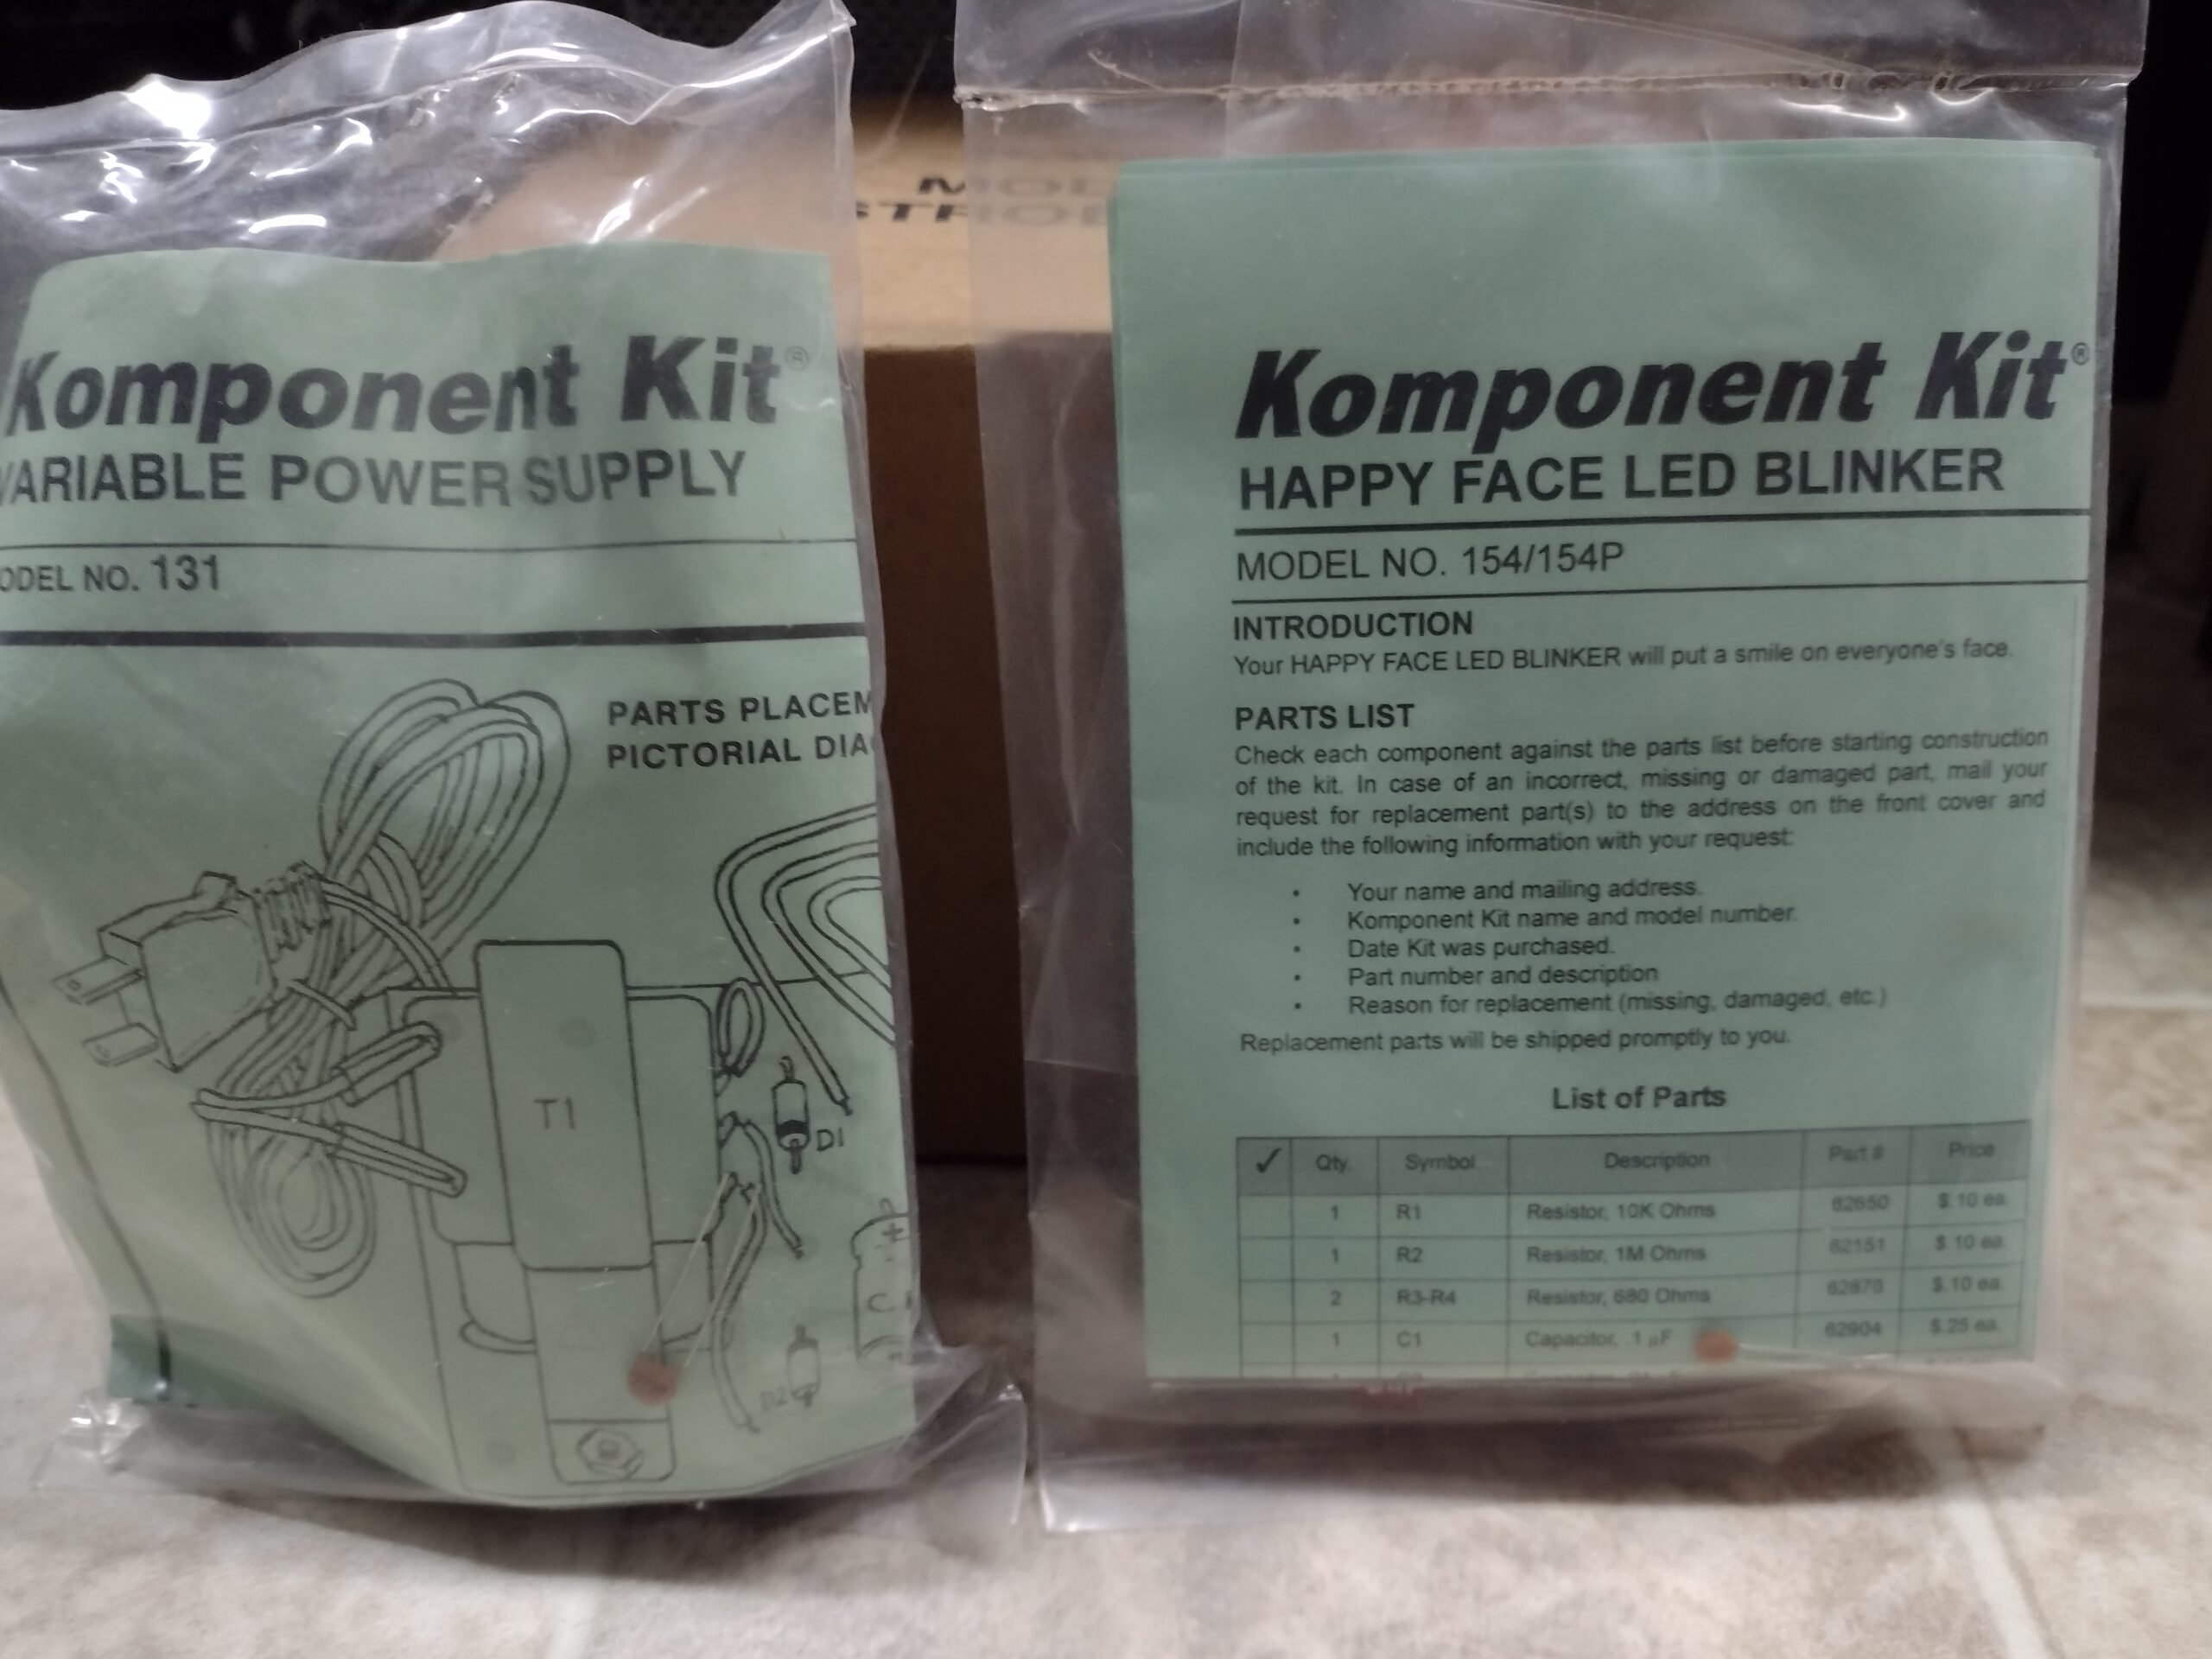 MOD
STROB
Komponent Kit®
VARIABLE POWER SUPPLY
ODEL NO. 131
PARTS PLACEM
PICTORIAL DIA
T1
D1
D2
+
C
Komponent Kit®
HAPPY FACE LED BLINKER
MODEL NO. 154/154P
INTRODUCTION
Your HAPPY FACE LED BLINKER will put a smile on everyone's face.
PARTS LIST
Check each component against the parts list before starting construction
of the kit. In case of an incorrect, missing or damaged part, mail your
request for replacement part(s) to the address on the front cover and
include the following information with your request:
• Your name and mailing address.
• Komponent Kit name and model number.
• Date Kit was purchased.
• Part number and description
• Reason for replacement (missing, damaged, etc.)
Replacement parts will be shipped promptly to you.
List of Parts
✓ Qty. Symbol Description Part # Price
1 R1 Resistor, 10K Ohms 62650 $.10 ea.
1 R2 Resistor, 1M Ohms 62151 $.10 ea.
2 R3-R4 Resistor, 680 Ohms 62670 $.10 ea.
1 C1 Capacitor, .1 µF 62904 $.25 ea.